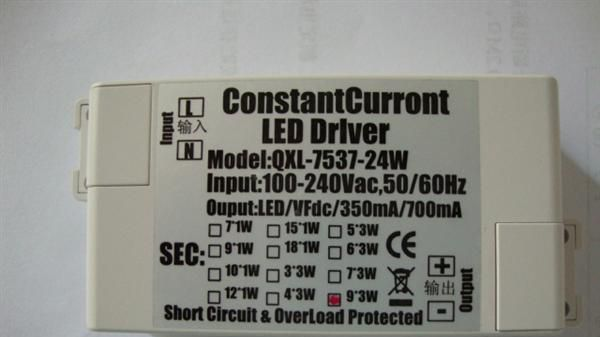 ConstantCurront
LED Driver
Model:QXL-7537-24W
Input:100-240Vac,50/60Hz
Ouput:LED/VFdc/350mA/700mA
Input
L
输入
N
SEC:
7*1W 15*1W 5*3W
9*1W 18*1W 6*3W
10*1W 3*3W 7*3W
12*1W 4*3W 9*3W
CE
+
输出
-
Output
Short Circuit & OverLoad Protected